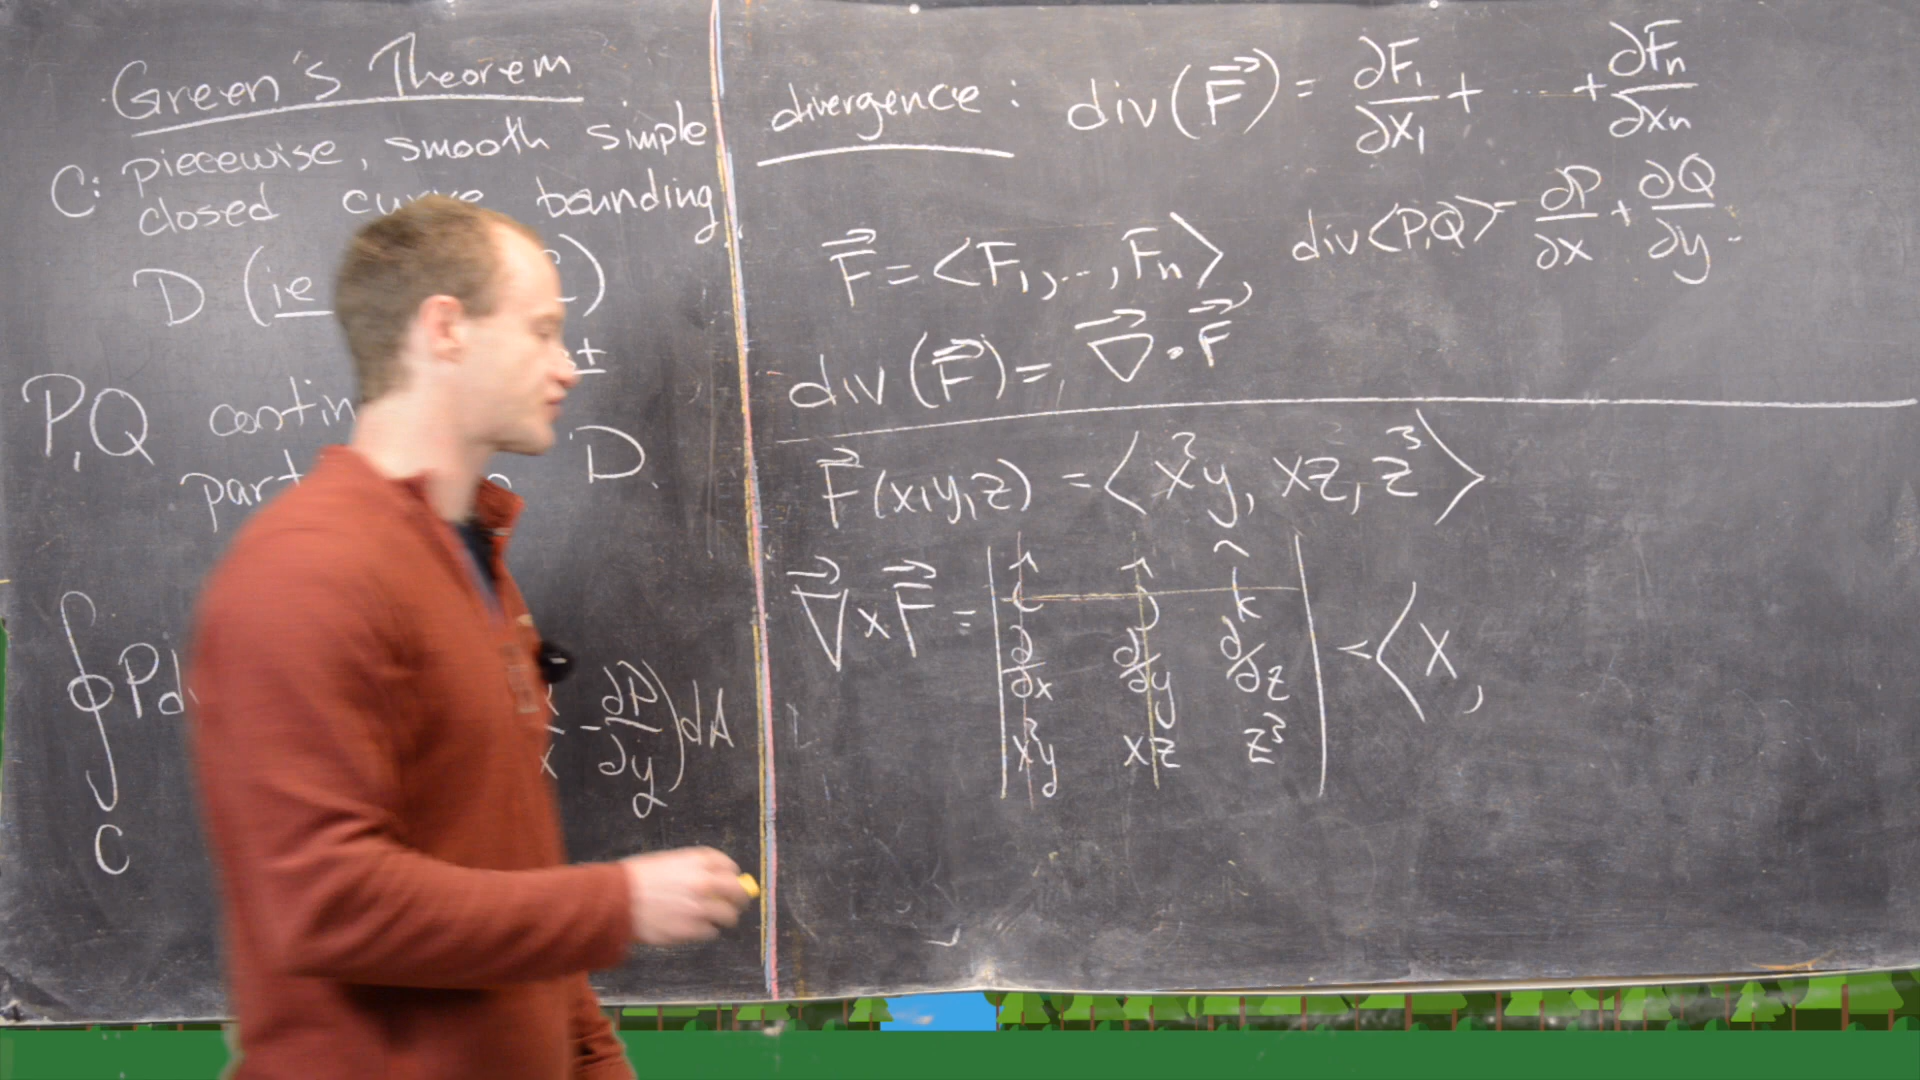 Green's Theorem
C: piecewise, smooth simple
closed curve bounding
D (ie
P,Q contin
part D.
∮ P
C
-∂P/∂y) dA
divergence: div(F⃗) = ∂F₁/∂x₁ + ... + ∂Fn/∂xn
F⃗ = <F₁, ..., Fn>,
div<P,Q> = ∂P/∂x + ∂Q/∂y.
div(F⃗) = ∇⃗ · F⃗
F⃗(x,y,z) = <x²y, xz, z³>
∇⃗ × F⃗ = | î ĵ k̂ | = <x,
∂/∂x ∂/∂y ∂/∂z
x²y xz z³